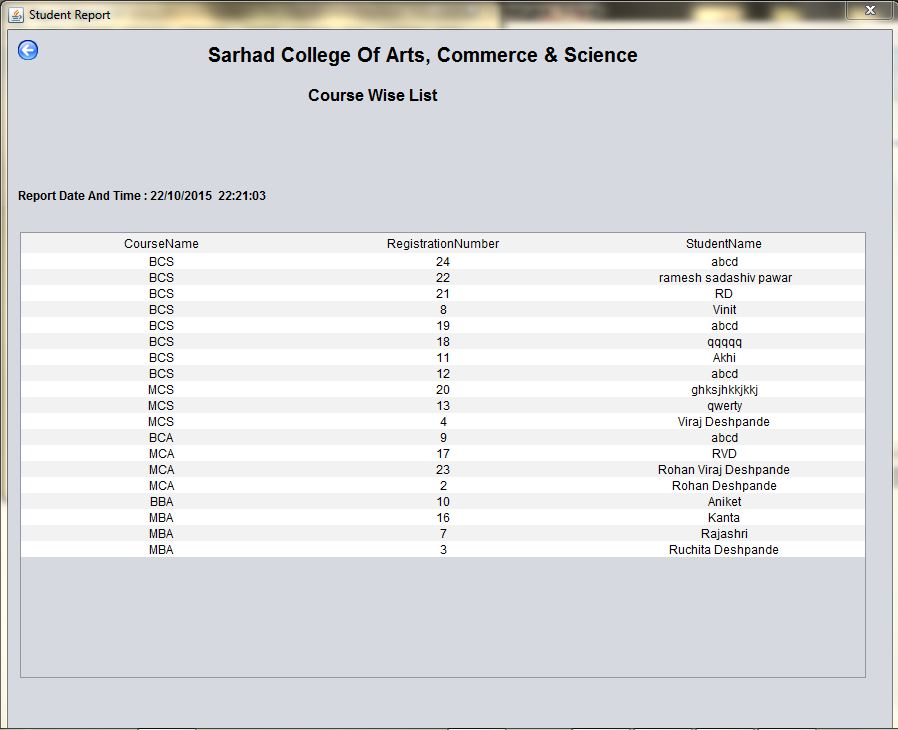 Student Report
Sarhad College Of Arts, Commerce & Science
Course Wise List
Report Date And Time : 22/10/2015 22:21:03
CourseName RegistrationNumber StudentName
BCS 24 abcd
BCS 22 ramesh sadashiv pawar
BCS 21 RD
BCS 8 Vinit
BCS 19 abcd
BCS 18 qqqqq
BCS 11 Akhi
BCS 12 abcd
MCS 20 ghksjhkkjkkj
MCS 13 qwerty
MCS 4 Viraj Deshpande
BCA 9 abcd
MCA 17 RVD
MCA 23 Rohan Viraj Deshpande
MCA 2 Rohan Deshpande
BBA 10 Aniket
MBA 16 Kanta
MBA 7 Rajashri
MBA 3 Ruchita Deshpande